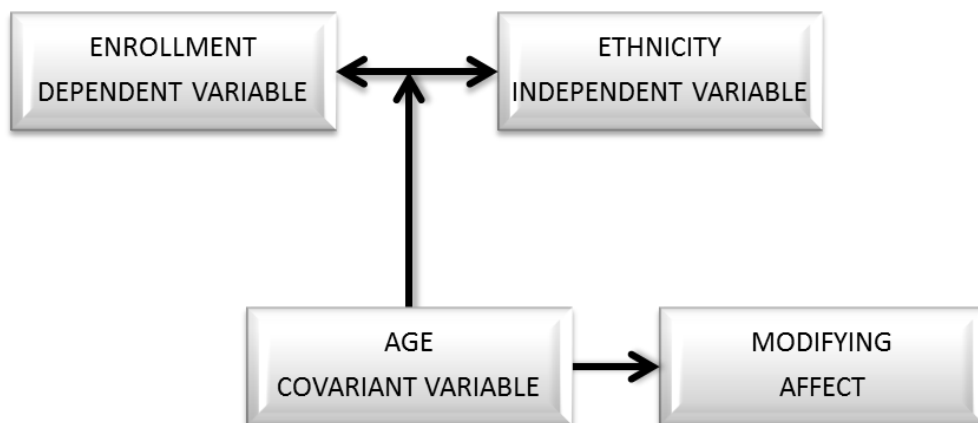 ENROLLMENT
DEPENDENT VARIABLE
ETHNICITY
INDEPENDENT VARIABLE
AGE
COVARIANT VARIABLE
MODIFYING
AFFECT